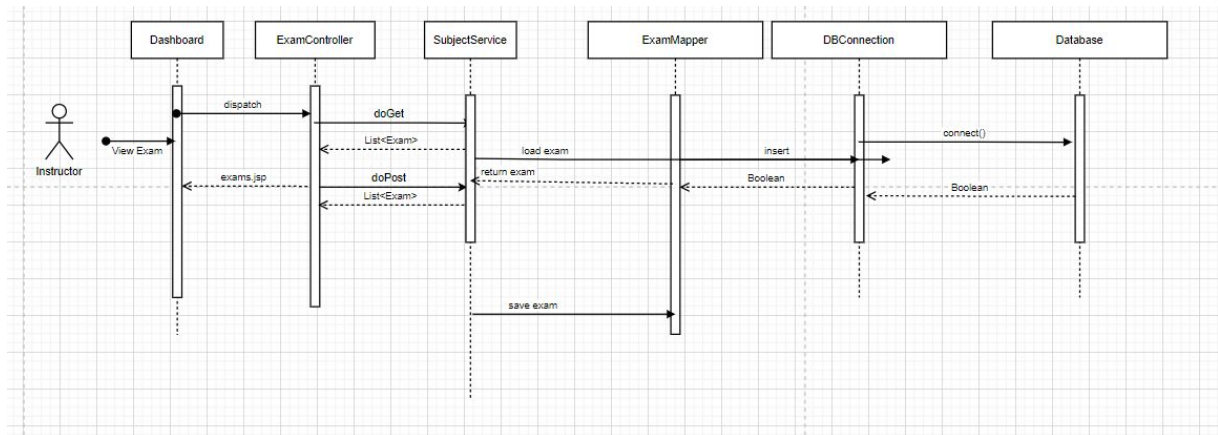 Dashboard
ExamController
SubjectService
ExamMapper
DBConnection
Database
dispatch
doGet
connect()
View Exam
List<Exam>
load exam
insert
Instructor
return exam
exams.jsp
doPost
Boolean
Boolean
List<Exam>
save exam